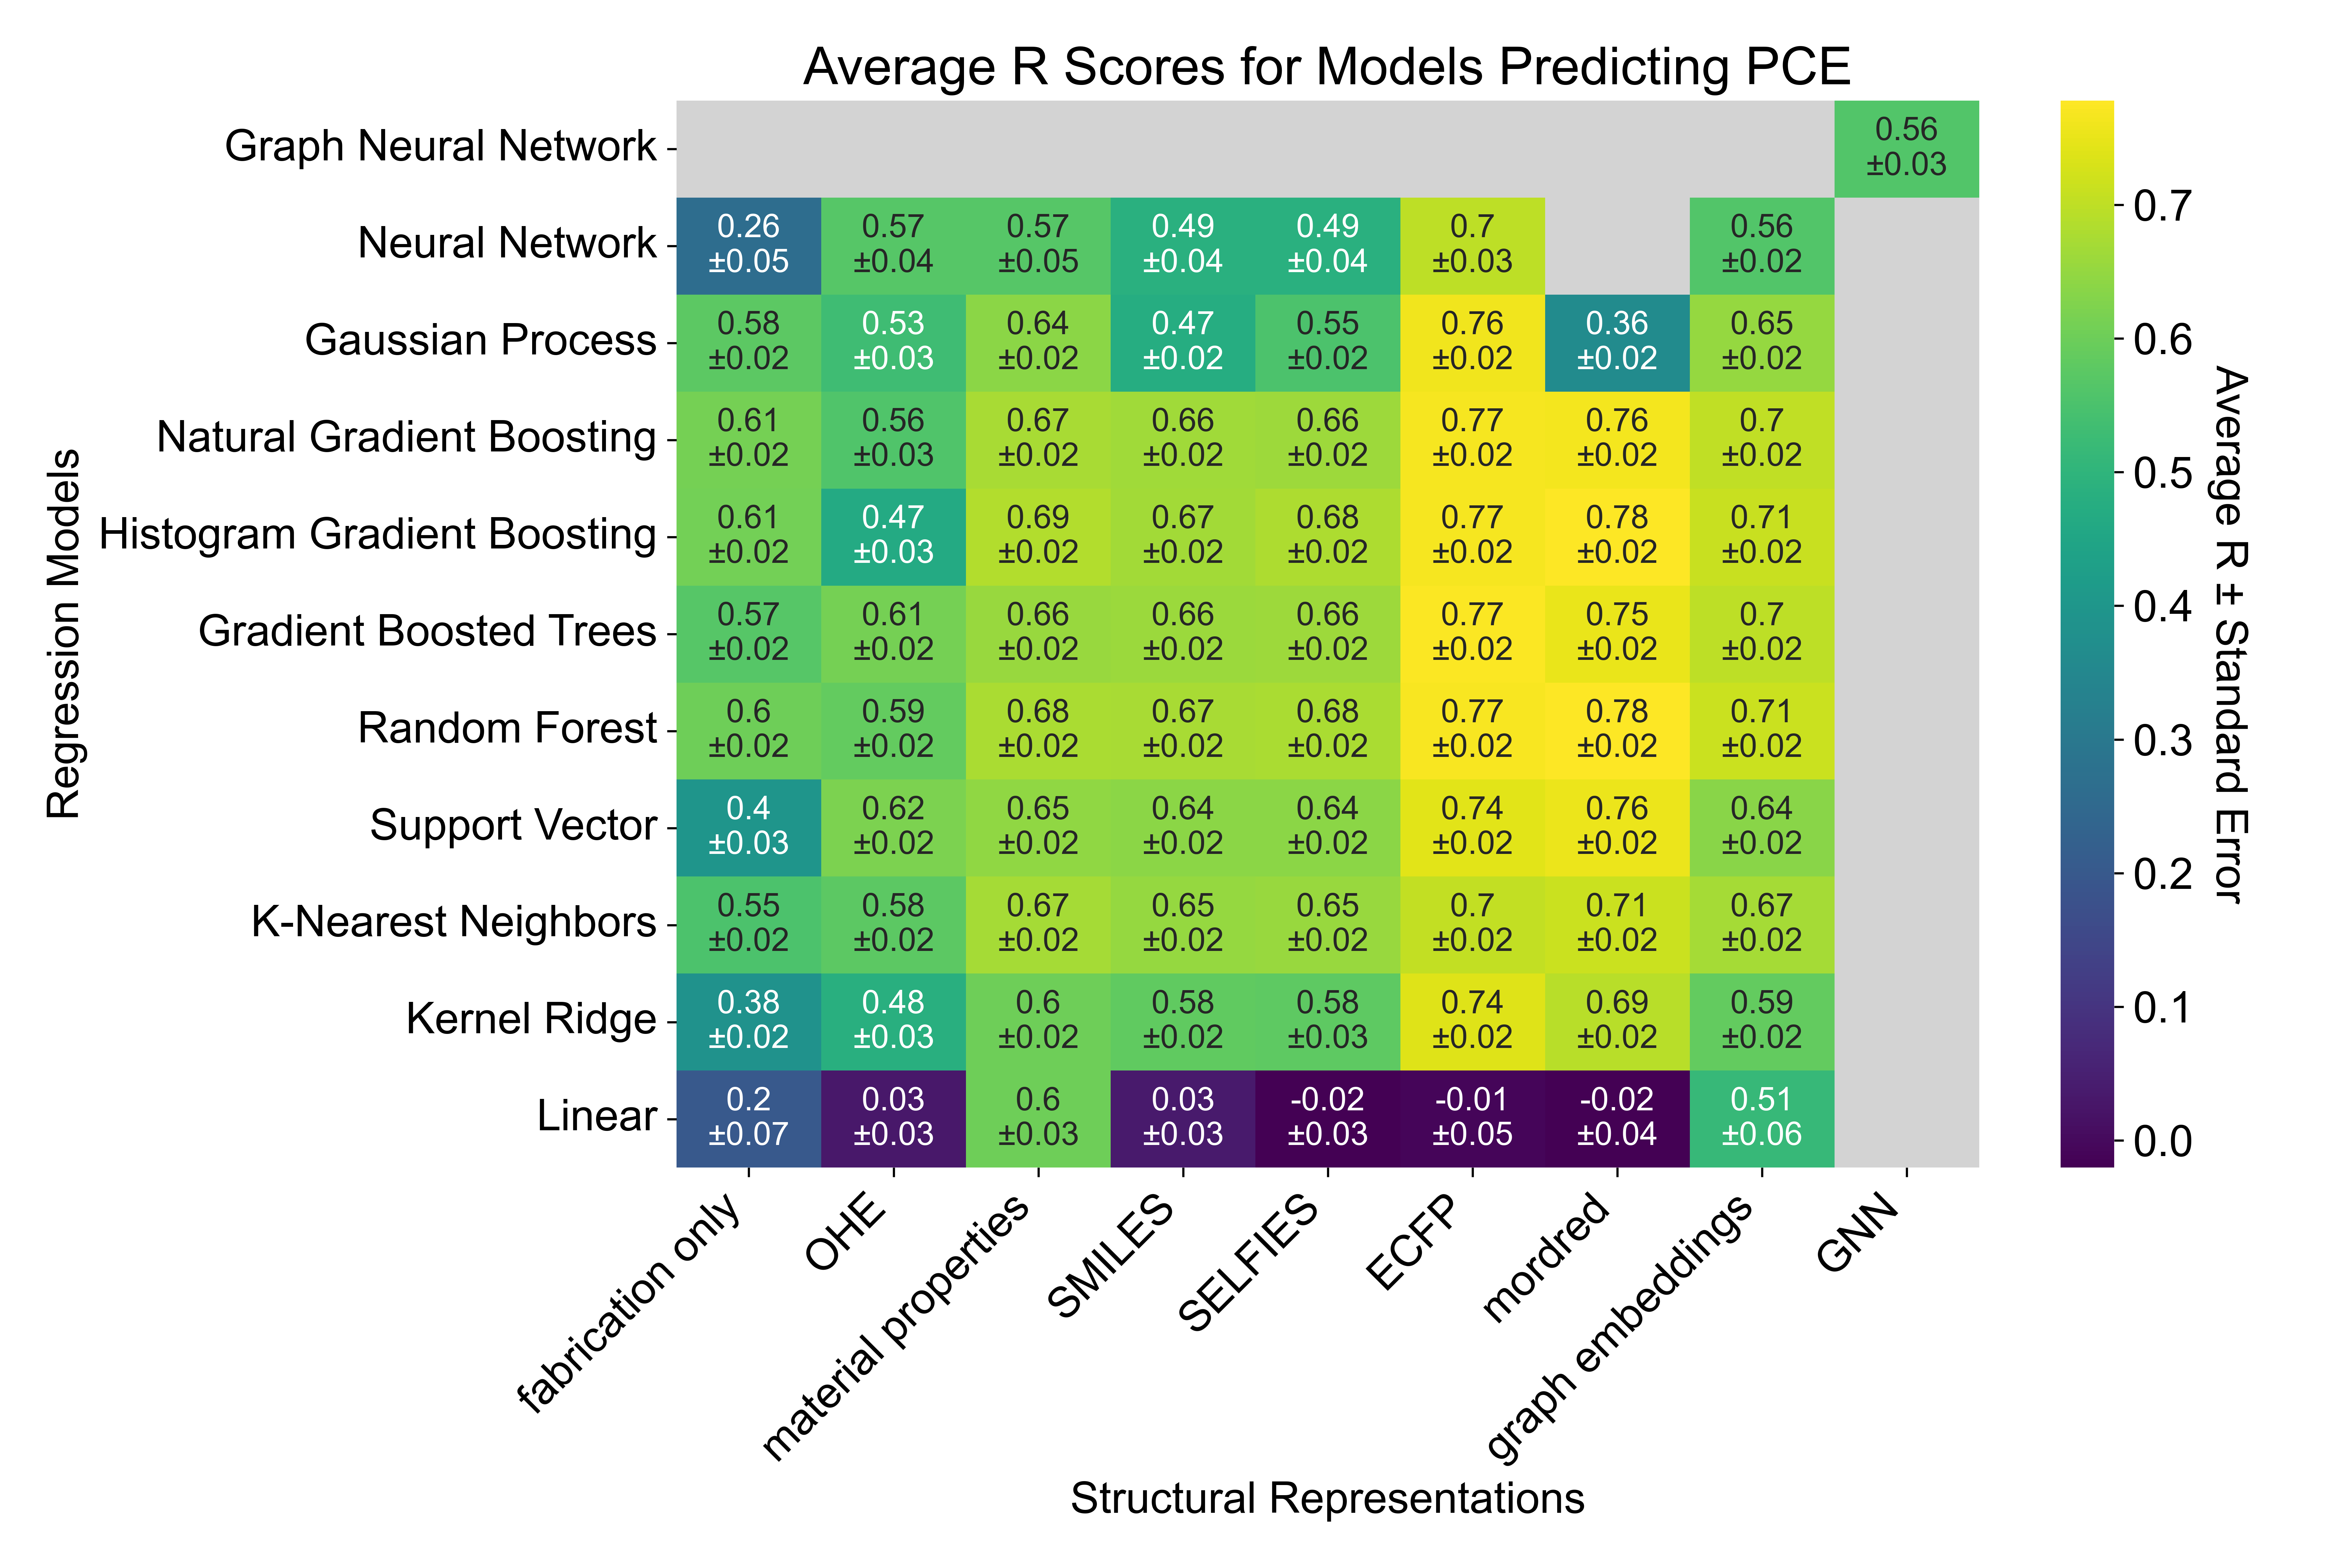 Average R Scores for Models Predicting PCE
Regression Models
Graph Neural Network
0.56
±0.03
Neural Network
0.26 0.57 0.57 0.49 0.49 0.7 0.56
±0.05 ±0.04 ±0.05 ±0.04 ±0.04 ±0.03 ±0.02
Gaussian Process
0.58 0.53 0.64 0.47 0.55 0.76 0.36 0.65
±0.02 ±0.03 ±0.02 ±0.02 ±0.02 ±0.02 ±0.02 ±0.02
Natural Gradient Boosting
0.61 0.56 0.67 0.66 0.66 0.77 0.76 0.7
±0.02 ±0.03 ±0.02 ±0.02 ±0.02 ±0.02 ±0.02 ±0.02
Histogram Gradient Boosting
0.61 0.47 0.69 0.67 0.68 0.77 0.78 0.71
±0.02 ±0.03 ±0.02 ±0.02 ±0.02 ±0.02 ±0.02 ±0.02
Gradient Boosted Trees
0.57 0.61 0.66 0.66 0.66 0.77 0.75 0.7
±0.02 ±0.02 ±0.02 ±0.02 ±0.02 ±0.02 ±0.02 ±0.02
Random Forest
0.6 0.59 0.68 0.67 0.68 0.77 0.78 0.71
±0.02 ±0.02 ±0.02 ±0.02 ±0.02 ±0.02 ±0.02 ±0.02
Support Vector
0.4 0.62 0.65 0.64 0.64 0.74 0.76 0.64
±0.03 ±0.02 ±0.02 ±0.02 ±0.02 ±0.02 ±0.02 ±0.02
K-Nearest Neighbors
0.55 0.58 0.67 0.65 0.65 0.7 0.71 0.67
±0.02 ±0.02 ±0.02 ±0.02 ±0.02 ±0.02 ±0.02 ±0.02
Kernel Ridge
0.38 0.48 0.6 0.58 0.58 0.74 0.69 0.59
±0.02 ±0.03 ±0.02 ±0.02 ±0.03 ±0.02 ±0.02 ±0.02
Linear
0.2 0.03 0.6 0.03 -0.02 -0.01 -0.02 0.51
±0.07 ±0.03 ±0.03 ±0.03 ±0.03 ±0.05 ±0.04 ±0.06
fabrication only
OHE
material properties
SMILES
SELFIES
ECFP
mordred
graph embeddings
GNN
Structural Representations
0.7
0.6
0.5
0.4
0.3
0.2
0.1
0.0
Average R ± Standard Error